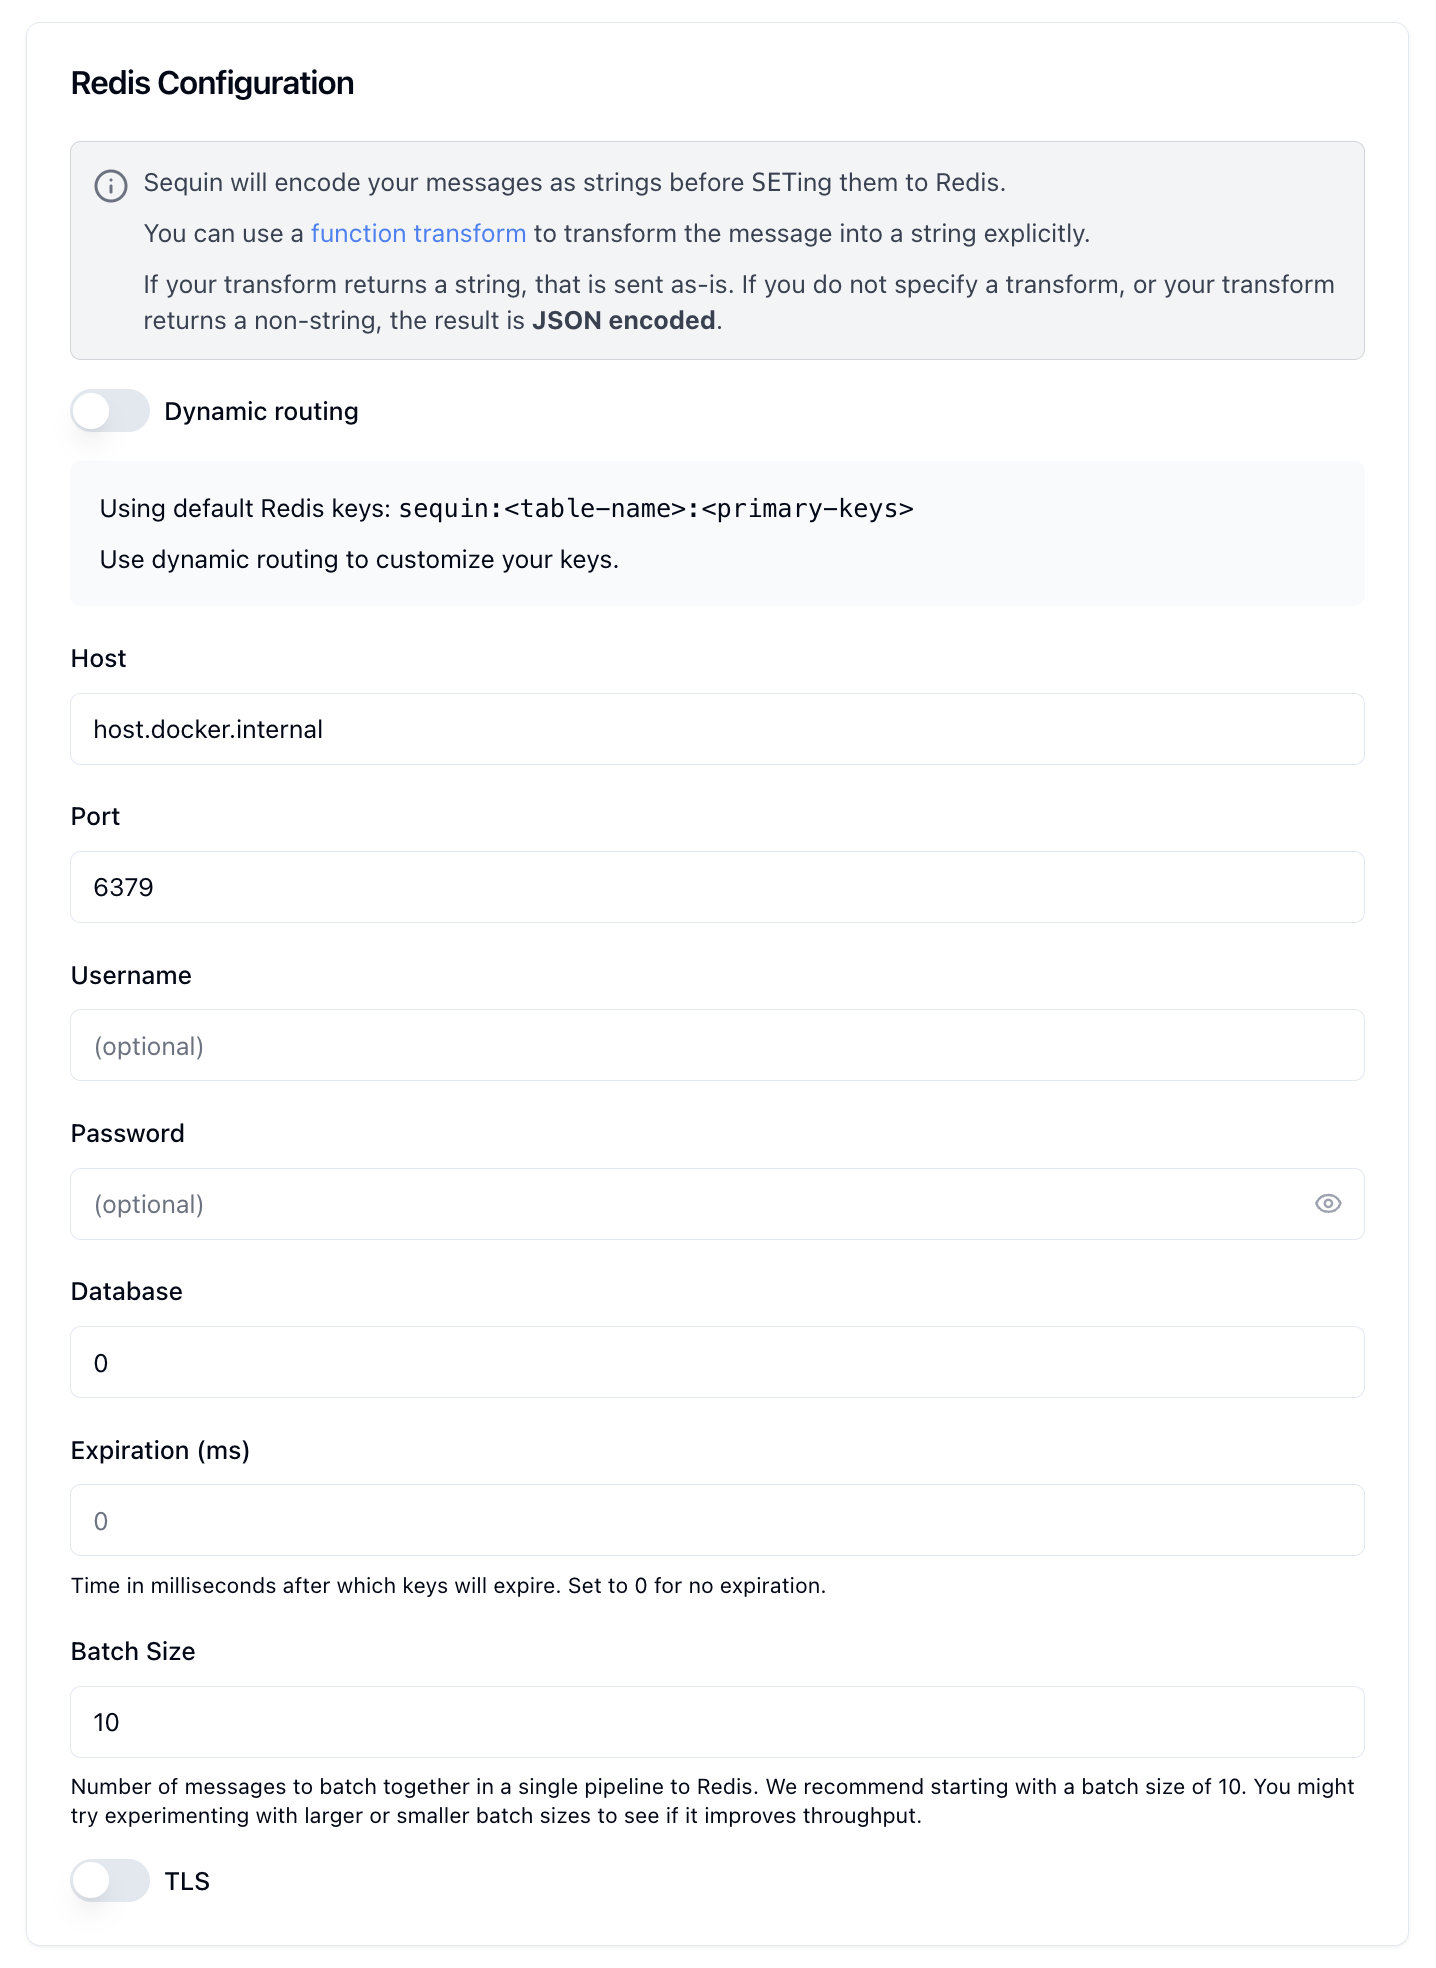 Redis Configuration
Sequin will encode your messages as strings before SETing them to Redis.
You can use a function transform to transform the message into a string explicitly.
If your transform returns a string, that is sent as-is. If you do not specify a transform, or your transform
returns a non-string, the result is JSON encoded.
Dynamic routing
Using default Redis keys: sequin:<table-name>:<primary-keys>
Use dynamic routing to customize your keys.
Host
host.docker.internal
Port
6379
Username
(optional)
Password
(optional)
Database
0
Expiration (ms)
0
Time in milliseconds after which keys will expire. Set to 0 for no expiration.
Batch Size
10
Number of messages to batch together in a single pipeline to Redis. We recommend starting with a batch size of 10. You might
try experimenting with larger or smaller batch sizes to see if it improves throughput.
TLS